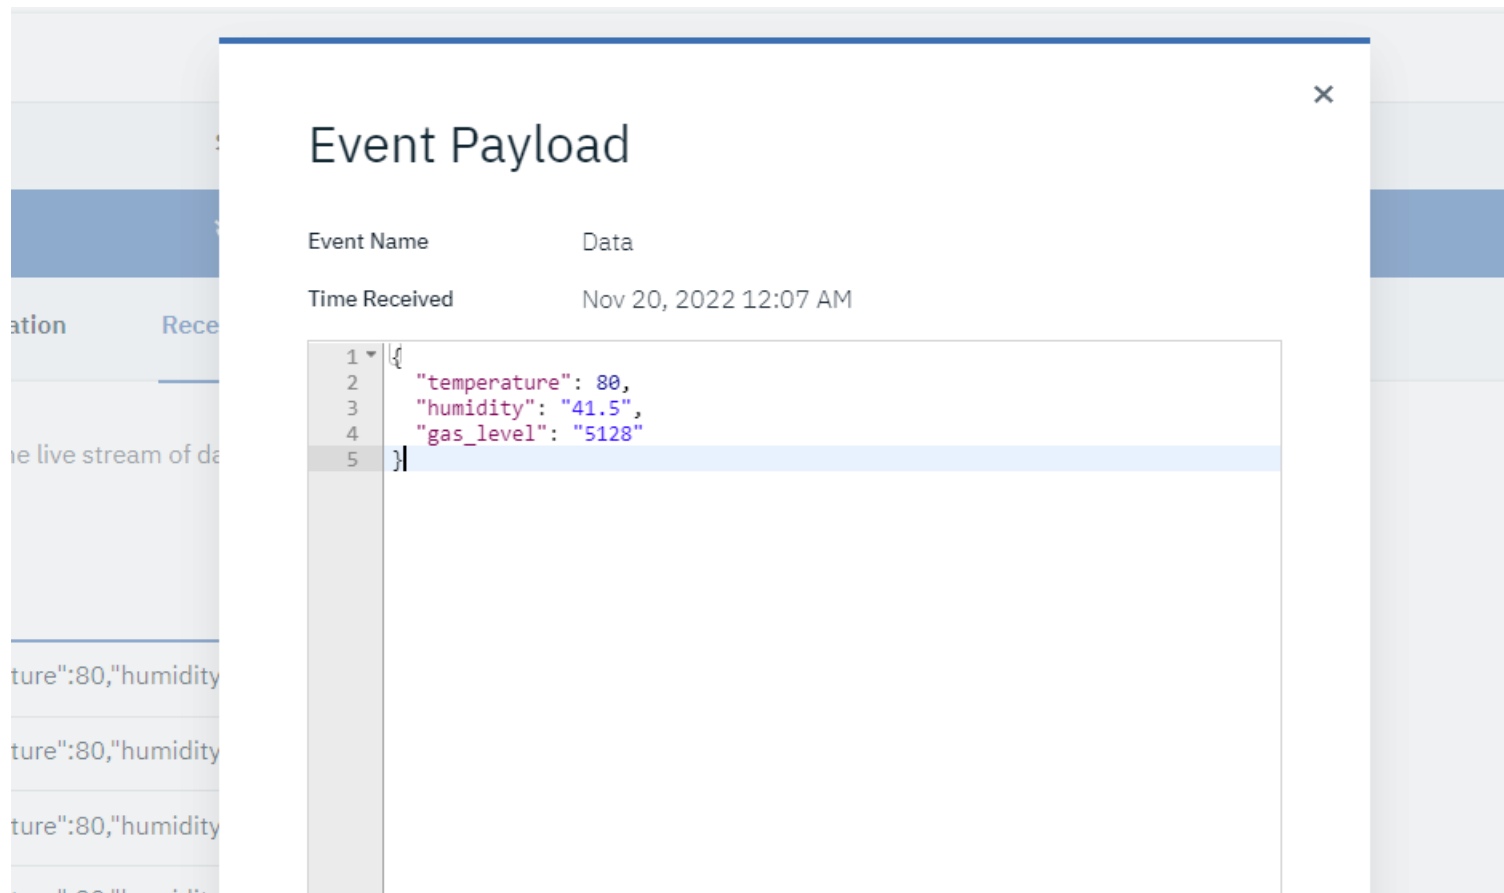 Event Payload
Event Name Data
Time Received Nov 20, 2022 12:07 AM
ation Rece
1 {
2 "temperature": 80,
3 "humidity": "41.5",
4 "gas_level": "5128"
5 }
e live stream of da
ture":80,"humidity
ture":80,"humidity
ture":80,"humidity